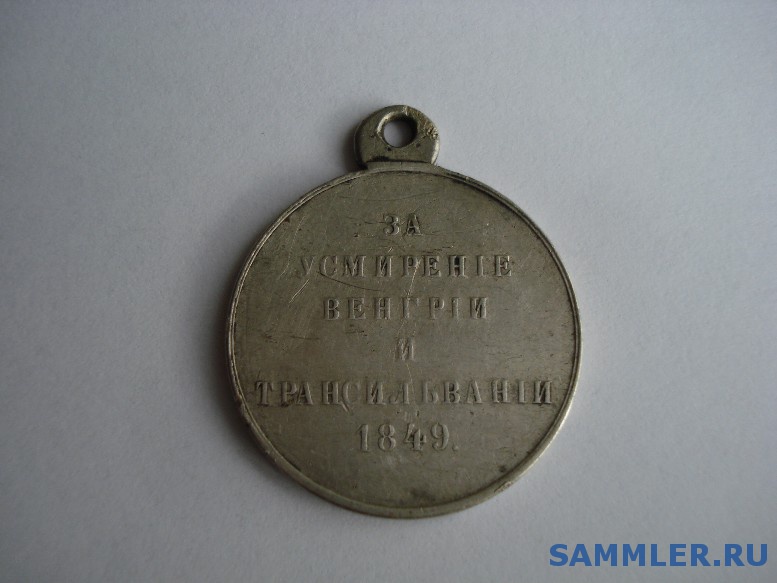 ЗА
УСМИРЕНІЕ
ВЕНГРІИ
И
ТРАНСИЛЬВАНІИ
1849.
SAMMLER.RU